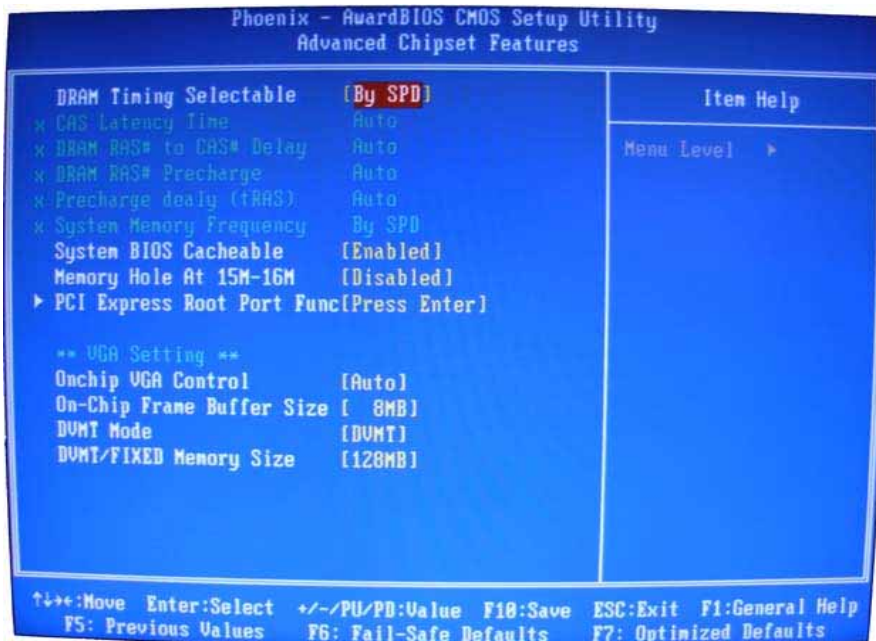 Phoenix - AwardBIOS CMOS Setup Utility
Advanced Chipset Features
DRAM Timing Selectable [By SPD]
x CAS Latency Time Auto
x DRAM RAS# to CAS# Delay Auto
x DRAM RAS# Precharge Auto
x Precharge dealy (tRAS) Auto
x System Memory Frequency By SPD
System BIOS Cacheable [Enabled]
Memory Hole At 15M-16M [Disabled]
▶ PCI Express Root Port Func[Press Enter]
** VGA Setting **
Onchip VGA Control [Auto]
On-Chip Frame Buffer Size [ 8MB]
DVMT Mode [DVMT]
DVMT/FIXED Memory Size [128MB]
Item Help
Menu Level ▶
↑↓→←:Move Enter:Select +/-/PU/PD:Value F10:Save ESC:Exit F1:General Help
F5: Previous Values F6: Fail-Safe Defaults F7: Optimized Defaults